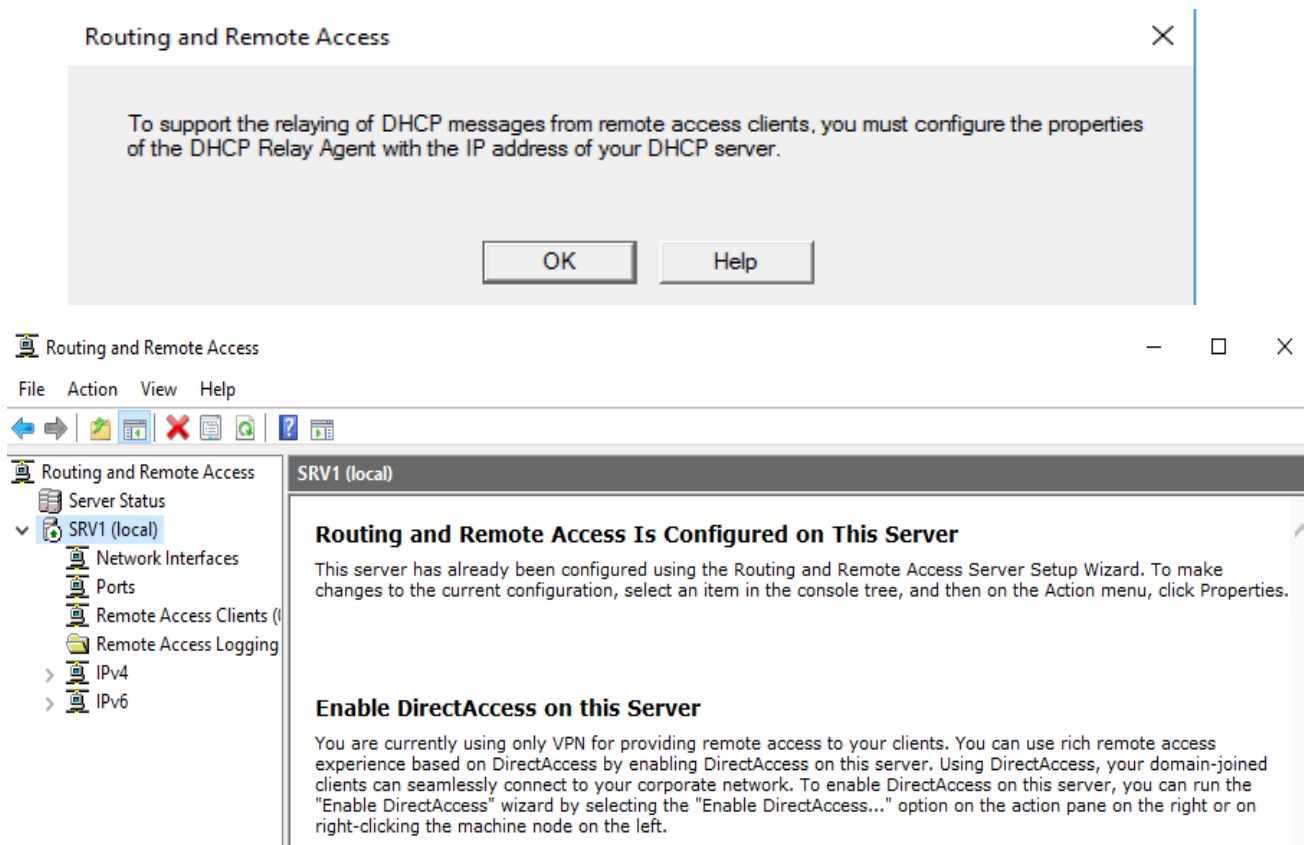 Routing and Remote Access
To support the relaying of DHCP messages from remote access clients, you must configure the properties
of the DHCP Relay Agent with the IP address of your DHCP server.
OK Help
Routing and Remote Access
File Action View Help
Routing and Remote Access
Server Status
SRV1 (local)
Network Interfaces
Ports
Remote Access Clients (
Remote Access Logging
IPv4
IPv6
SRV1 (local)
Routing and Remote Access Is Configured on This Server
This server has already been configured using the Routing and Remote Access Server Setup Wizard. To make
changes to the current configuration, select an item in the console tree, and then on the Action menu, click Properties.
Enable DirectAccess on this Server
You are currently using only VPN for providing remote access to your clients. You can use rich remote access
experience based on DirectAccess by enabling DirectAccess on this server. Using DirectAccess, your domain-joined
clients can seamlessly connect to your corporate network. To enable DirectAccess on this server, you can run the
"Enable DirectAccess" wizard by selecting the "Enable DirectAccess..." option on the action pane on the right or on
right-clicking the machine node on the left.